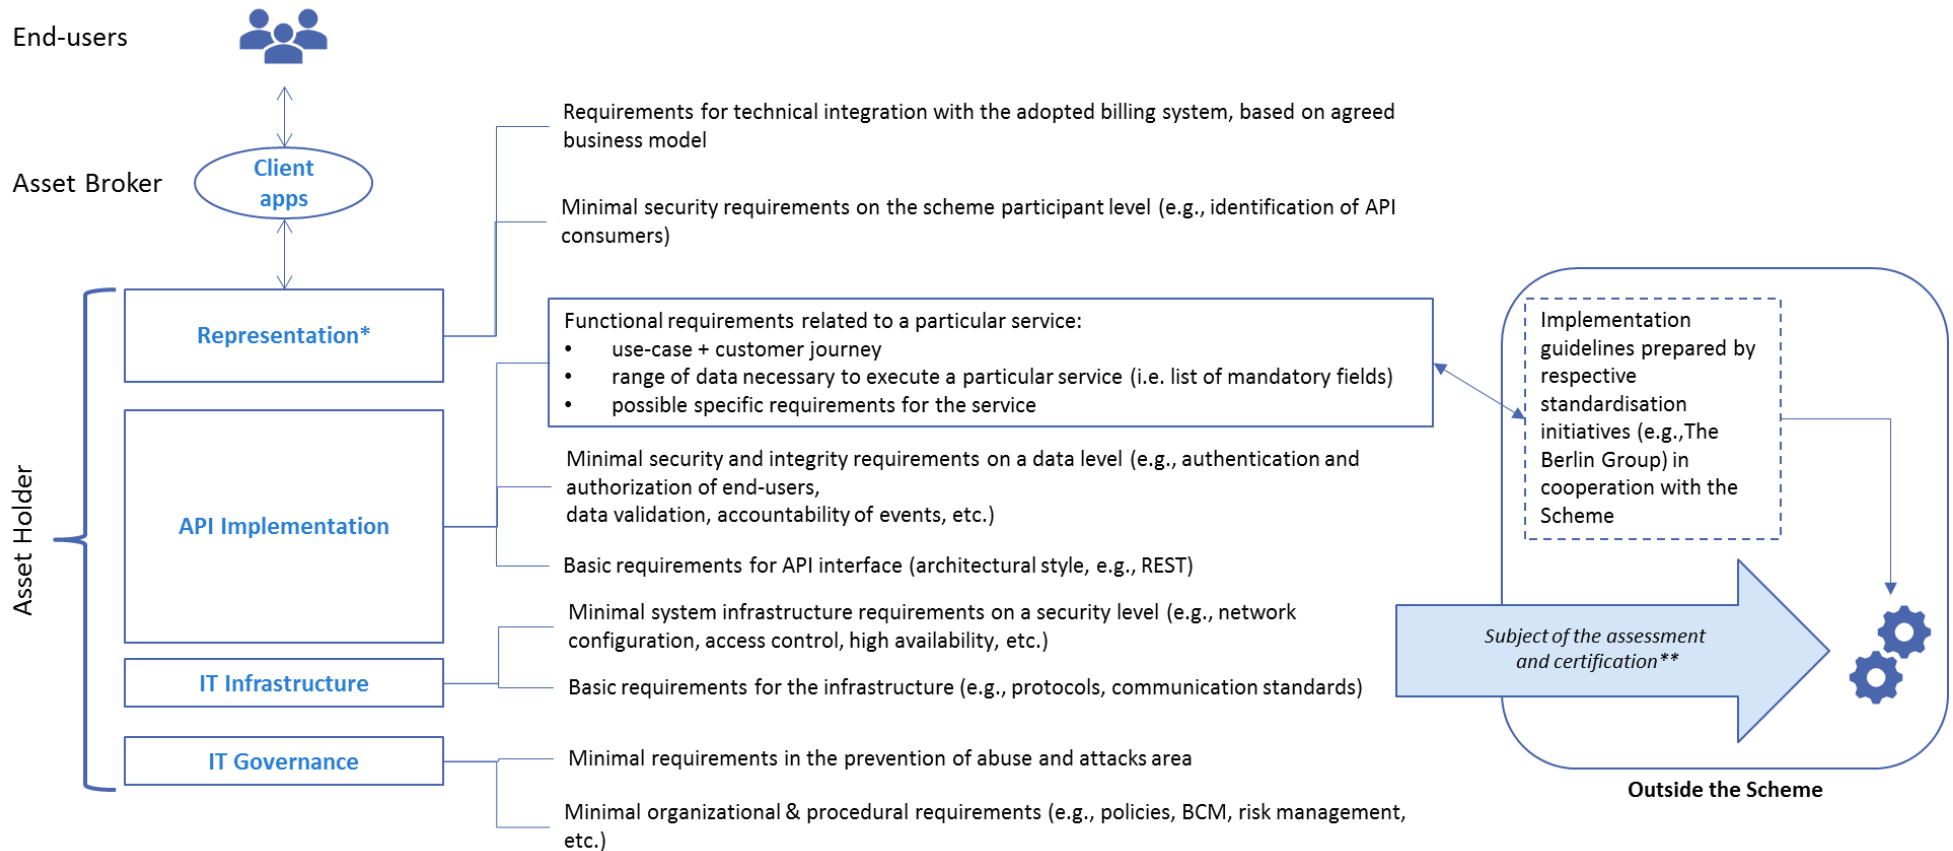 End-users
Requirements for technical integration with the adopted billing system, based on agreed
business model
Asset Broker
Client
apps
Minimal security requirements on the scheme participant level (e.g., identification of API
consumers)
Asset Holder
Representation*
Functional requirements related to a particular service:
• use-case + customer journey
• range of data necessary to execute a particular service (i.e. list of mandatory fields)
• possible specific requirements for the service
Implementation
guidelines prepared by
respective
standardisation
initiatives (e.g.,The
Berlin Group) in
cooperation with the
Scheme
API Implementation
Minimal security and integrity requirements on a data level (e.g., authentication and
authorization of end-users,
data validation, accountability of events, etc.)
Basic requirements for API interface (architectural style, e.g., REST)
IT Infrastructure
Minimal system infrastructure requirements on a security level (e.g., network
configuration, access control, high availability, etc.)
Basic requirements for the infrastructure (e.g., protocols, communication standards)
Subject of the assessment
and certification**
IT Governance
Minimal requirements in the prevention of abuse and attacks area
Minimal organizational & procedural requirements (e.g., policies, BCM, risk management,
etc.)
Outside the Scheme